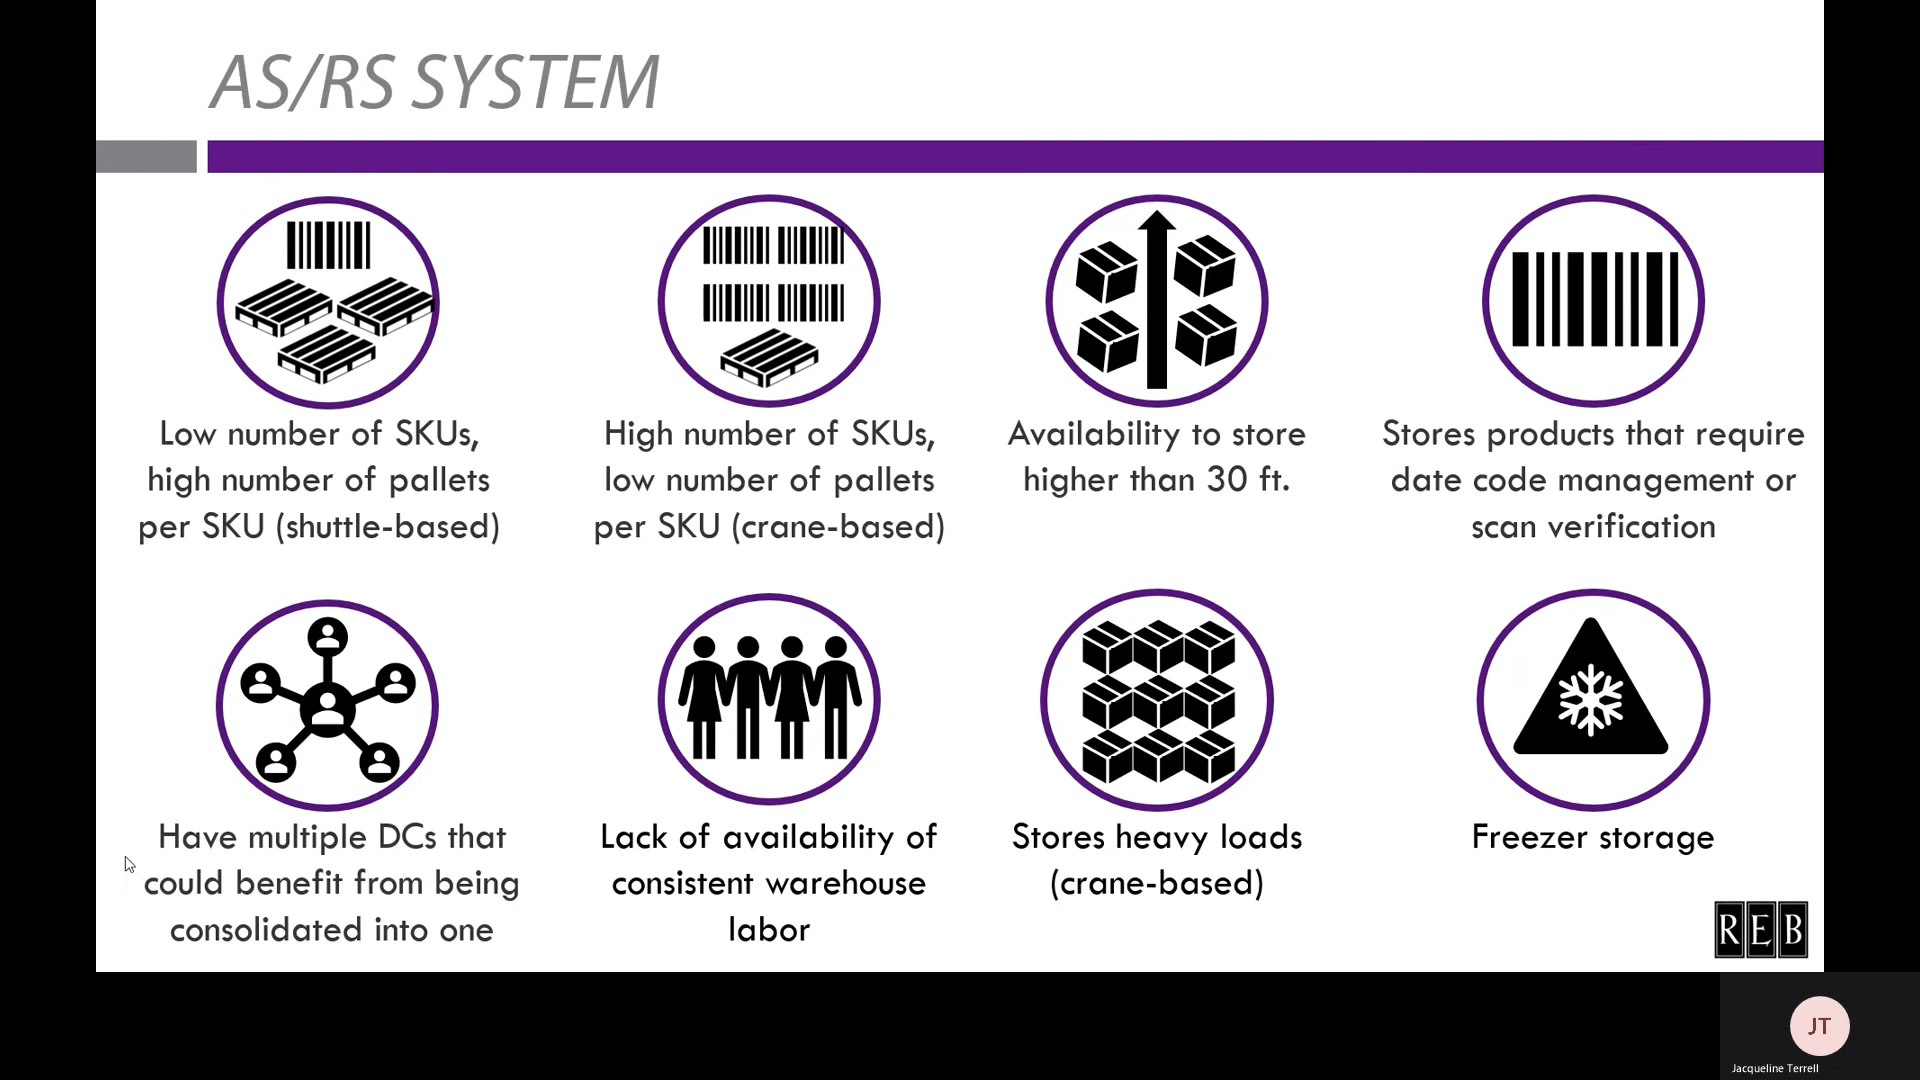 AS/RS SYSTEM
Low number of SKUs,
high number of pallets
per SKU (shuttle-based)
High number of SKUs,
low number of pallets
per SKU (crane-based)
Availability to store
higher than 30 ft.
Stores products that require
date code management or
scan verification
Have multiple DCs that
could benefit from being
consolidated into one
Lack of availability of
consistent warehouse
labor
Stores heavy loads
(crane-based)
Freezer storage
REB
JT
Jacqueline Terrell